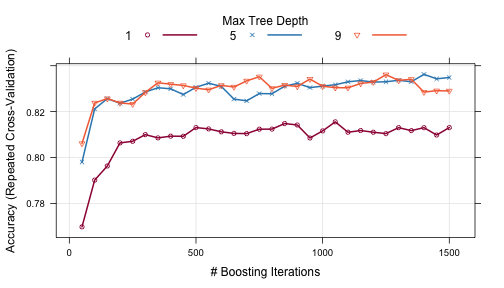 Max Tree Depth
1 5 9
Accuracy (Repeated Cross-Validation)
0.82
0.80
0.78
0 500 1000 1500
# Boosting Iterations